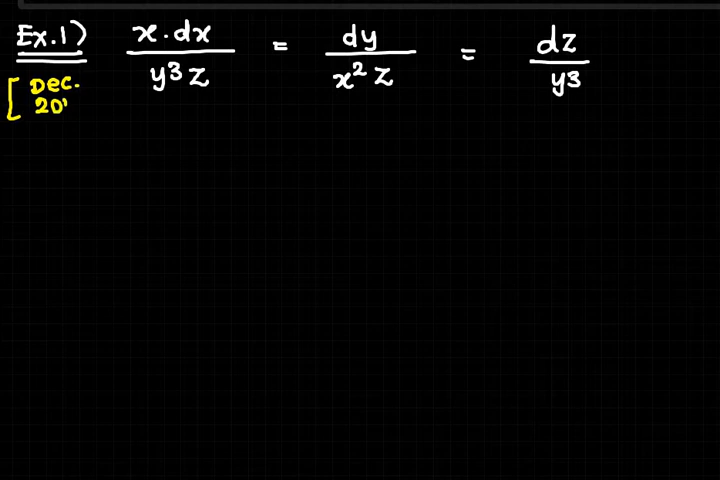 Ex.1) x.dx / y³z = dy / x²z = dz / y³
[Dec.
20'